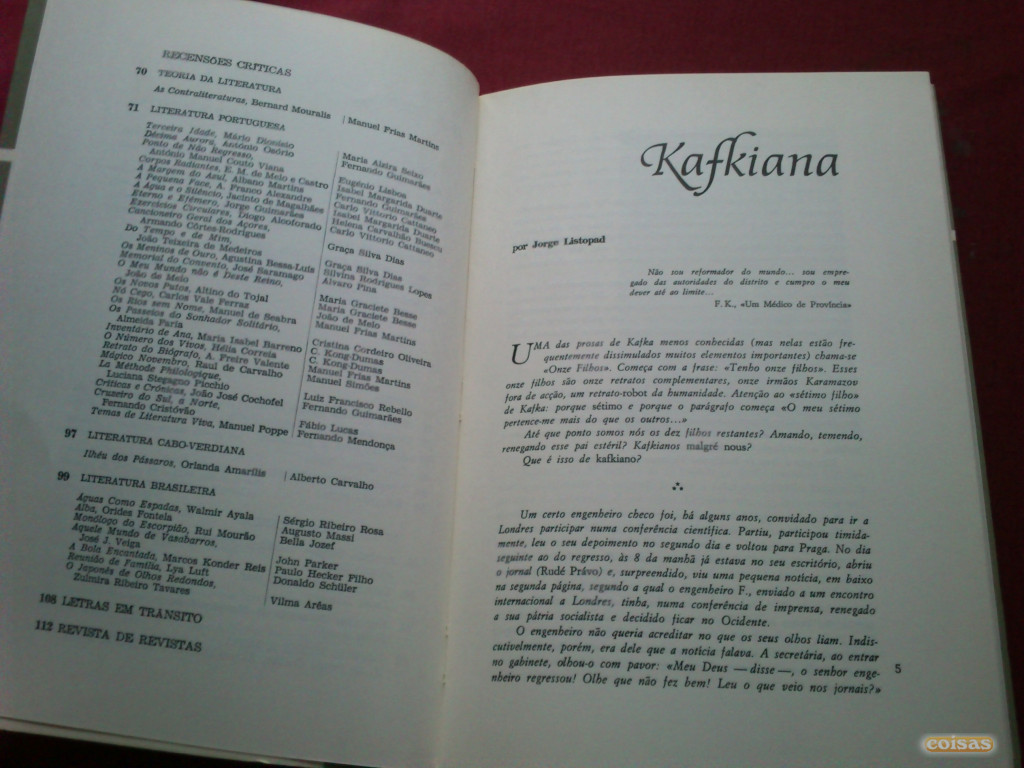 RECENSÕES CRÍTICAS
70 TEORIA DA LITERATURA
As Contraliteraturas, Bernard Mouralis | Manuel Frias Martins
71 LITERATURA PORTUGUESA
Terceira Idade, Mário Dionísio
Décima Aurora, António Osório
Ponto de Não Regresso,
António Manuel Couto Viana
Corpos Radiantes, E. M. de Melo e Castro
À Margem do Azul, Albano Martins
A Pequena Face, A. Franco Alexandre
A Água e o Silêncio, Jacinto de Magalhães
Eterno e Efémero, Jorge Guimarães
Exercícios Circulares, Diogo Alcoforado
Cancioneiro Geral dos Açores,
Armando Côrtes-Rodrigues
Do Tempo e de Mim,
João Teixeira de Medeiros
Os Meninos de Ouro, Agustina Bessa-Luís
Memorial do Convento, José Saramago
O Meu Mundo não é Deste Reino,
João de Melo
Os Novos Putos, Altino do Tojal
Ná Cepo, Carlos Vale Ferraz
Os Rios sem Nome, Manuel de Seabra
Os Passeios do Sonhador Solitário,
Almeida Faria
Inventário de Ana, Maria Isabel Barreno
O Número dos Vivos, Hélia Correia
Retrato do Biógrafo, A. Freire Valente
Mágico Novembro, Raul de Carvalho
La Méthode Philologique,
Luciana Stegagno Picchio
Críticas e Crónicas, João José Cochofel
Cruzeiro do Sul, a Norte,
Fernando Cristóvão
Temas de Literatura Viva, Manuel Poppe
Maria Alzira Seixo
Fernando Guimarães
Eugénio Lisboa
Isabel Margarida Duarte
Fernando Guimarães
Carlo Vittorio Cattaneo
Isabel Margarida Duarte
Helena Carvalhão Buescu
Carlo Vittorio Cattaneo
Graça Silva Dias
Graça Silva Dias
Silvina Rodrigues Lopes
Álvaro Pina
Maria Graciete Besse
Maria Graciete Besse
João de Melo
Manuel Frias Martins
Cristina Cordeiro Oliveira
C. Kong-Dumas
C. Kong-Dumas
Manuel Frias Martins
Manuel Simões
Luiz Francisco Rebello
Fernando Guimarães
Fábio Lucas
Fernando Mendonça
97 LITERATURA CABO-VERDIANA
Ilhéu dos Pássaros, Orlanda Amarílis | Alberto Carvalho
99 LITERATURA BRASILEIRA
Águas Como Espadas, Walmir Ayala
Alba, Orides Fontela
Monólogo do Escorpião, Rui Mourão
Aquele Mundo de Vasabarros,
José J. Veiga
A Bola Encantada, Marcos Konder Reis
Reunião de Família, Lya Luft
O Japonês de Olhos Redondos,
Zulmira Ribeiro Tavares
Sérgio Ribeiro Rosa
Augusto Massi
Bella Jozef
John Parker
Paulo Hecker Filho
Donaldo Schüler
Vilma Arêas
108 LETRAS EM TRÂNSITO
112 REVISTA DE REVISTAS
Kafkiana
por Jorge Listopad
Não sou reformador do mundo... sou empre-
gado das autoridades do distrito e cumpro o meu
dever até ao limite...
F. K., «Um Médico de Província»
UMA das prosas de Kafka menos conhecidas (mas nelas estão fre-
quentemente dissimulados muitos elementos importantes) chama-se
«Onze Filhos». Começa com a frase: «Tenho onze filhos». Esses
onze filhos são onze retratos complementares, onze irmãos Karamazov
fora de acção, um retrato-robot da humanidade. Atenção ao «sétimo filho»
de Kafka: porque sétimo e porque o parágrafo começa «O meu sétimo
pertence-me mais do que os outros...»
Até que ponto somos nós os dez filhos restantes? Amando, temendo,
renegando esse pai estéril? Kafkianos malgré nous?
Que é isso de kafkiano?
Um certo engenheiro checo foi, há alguns anos, convidado para ir a
Londres participar numa conferência científica. Partiu, participou timida-
mente, leu o seu depoimento no segundo dia e voltou para Praga. No dia
seguinte ao do regresso, às 8 da manhã já estava no seu escritório, abriu
o jornal (Rudé Právo) e, surpreendido, viu uma pequena notícia, em baixo
na segunda página, segundo a qual o engenheiro F., enviado a um encontro
internacional a Londres, tinha, numa conferência de imprensa, renegado
a sua pátria socialista e decidido ficar no Ocidente.
O engenheiro não queria acreditar no que os seus olhos liam. Indis-
cutivelmente, porém, era dele que a notícia falava. A secretária, ao entrar
no gabinete, olhou-o com pavor: «Meu Deus — disse —, o senhor enge-
nheiro regressou! Olhe que não fez bem! Leu o que veio nos jornais?»
5
coisas